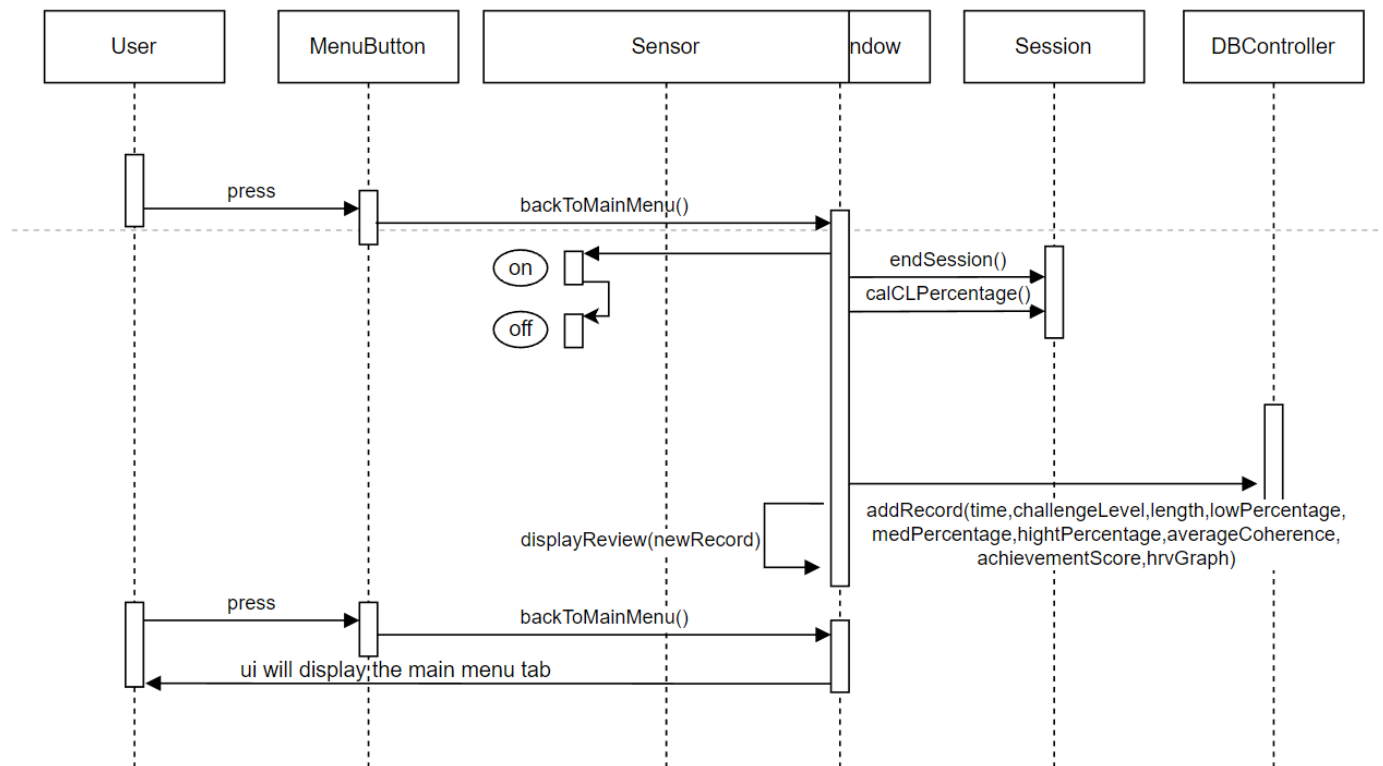 User
MenuButton
Sensor
ndow
Session
DBController
press
backToMainMenu()
on
endSession()
calCLPercentage()
off
addRecord(time,challengeLevel,length,lowPercentage,
medPercentage,hightPercentage,averageCoherence,
achievementScore,hrvGraph)
displayReview(newRecord)
press
backToMainMenu()
ui will display the main menu tab